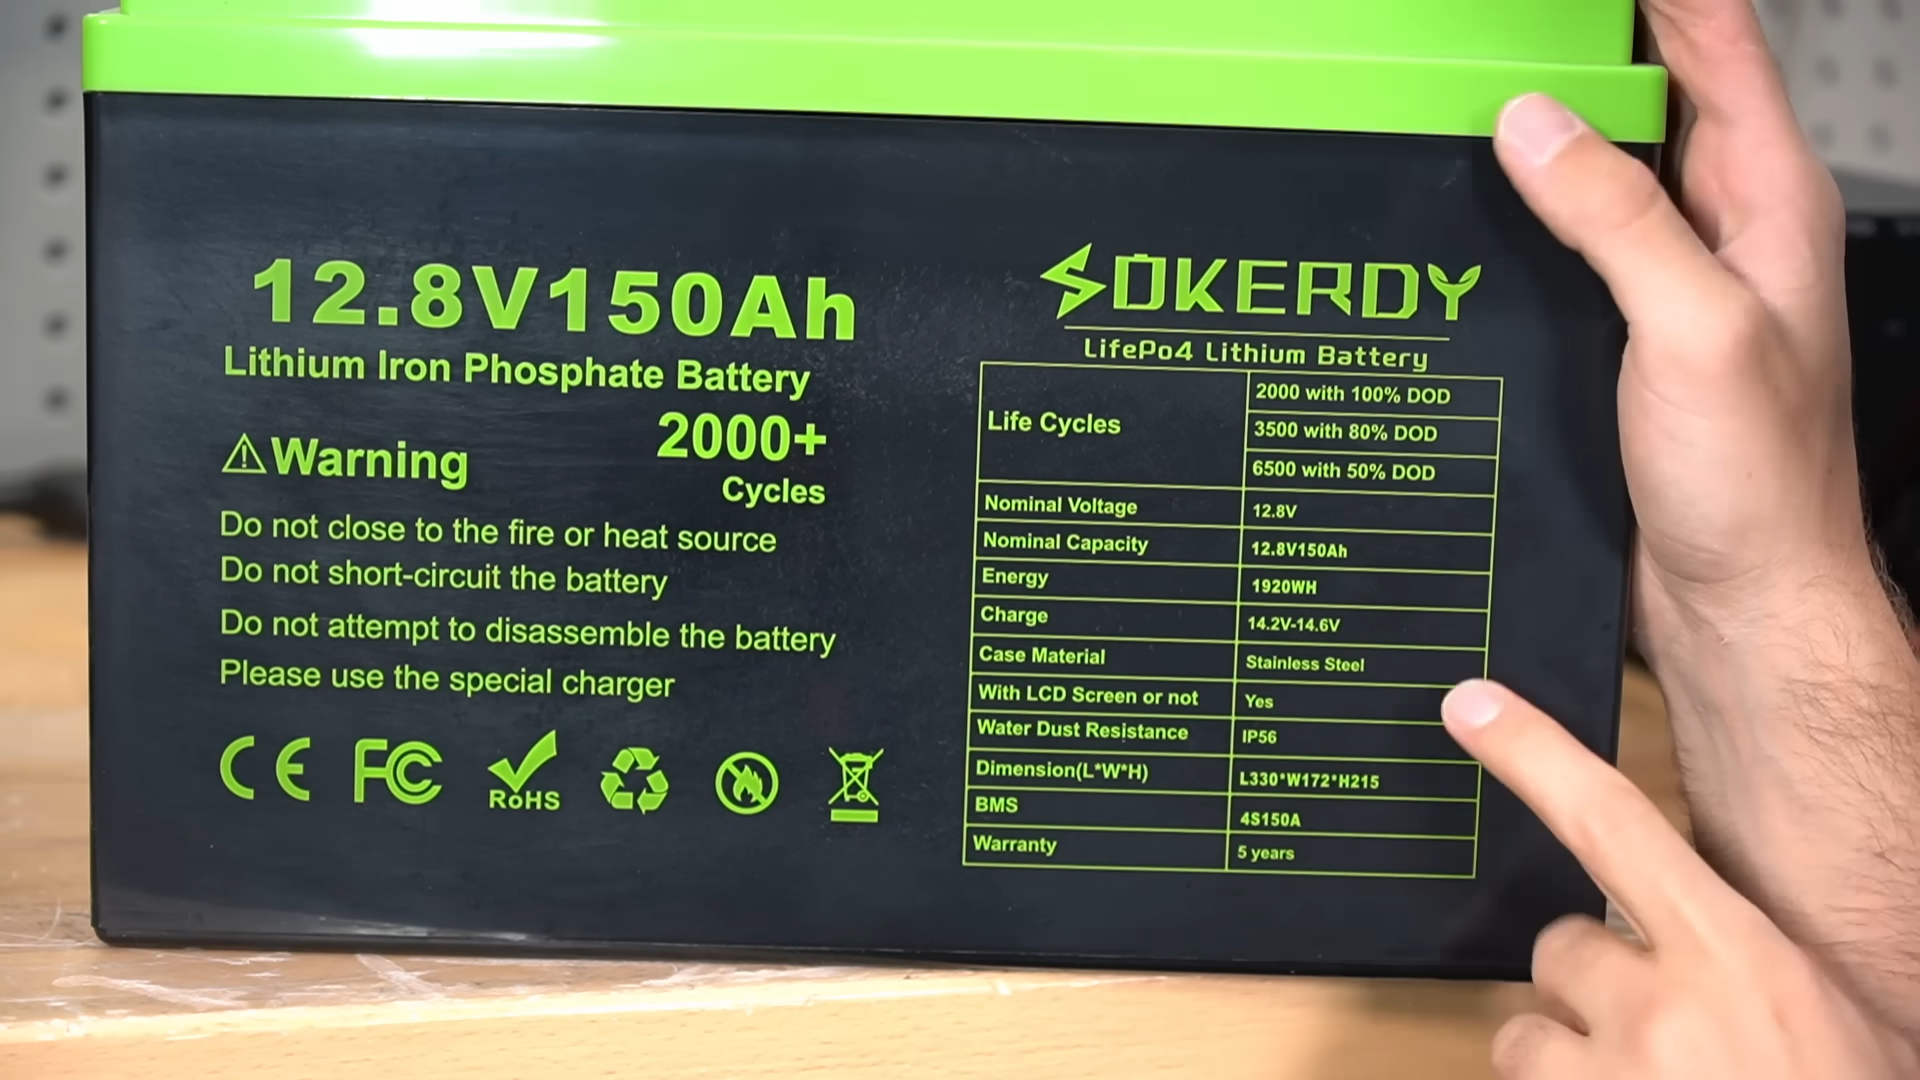 12.8V150Ah
Lithium Iron Phosphate Battery
2000+
Cycles
Warning
Do not close to the fire or heat source
Do not short-circuit the battery
Do not attempt to disassemble the battery
Please use the special charger
CE FC RoHS
SOKERDY
LifePo4 Lithium Battery
Life Cycles
2000 with 100% DOD
3500 with 80% DOD
6500 with 50% DOD
Nominal Voltage 12.8V
Nominal Capacity 12.8V150Ah
Energy 1920WH
Charge 14.2V-14.6V
Case Material Stainless Steel
With LCD Screen or not Yes
Water Dust Resistance IP56
Dimension(L*W*H) L330*W172*H215
BMS 4S150A
Warranty 5 years